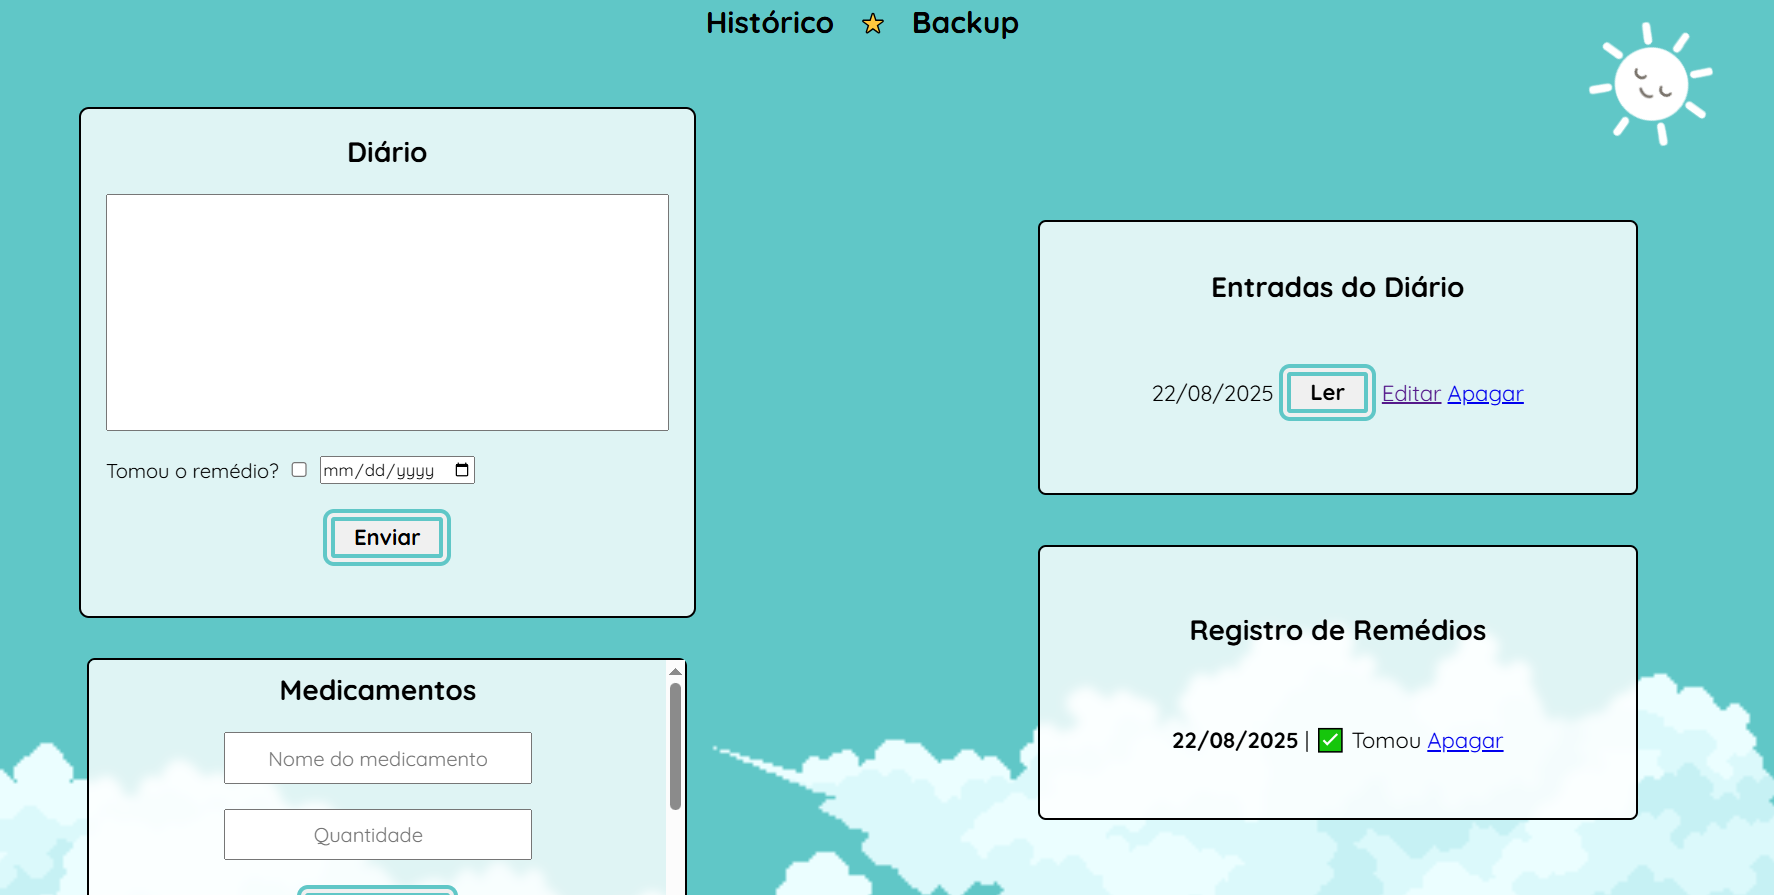 Histórico ⭐ Backup
Diário
Tomou o remédio? mm/dd/yyyy
Enviar
Medicamentos
Nome do medicamento
Quantidade
Entradas do Diário
22/08/2025 Ler Editar Apagar
Registro de Remédios
22/08/2025 | ✅ Tomou Apagar